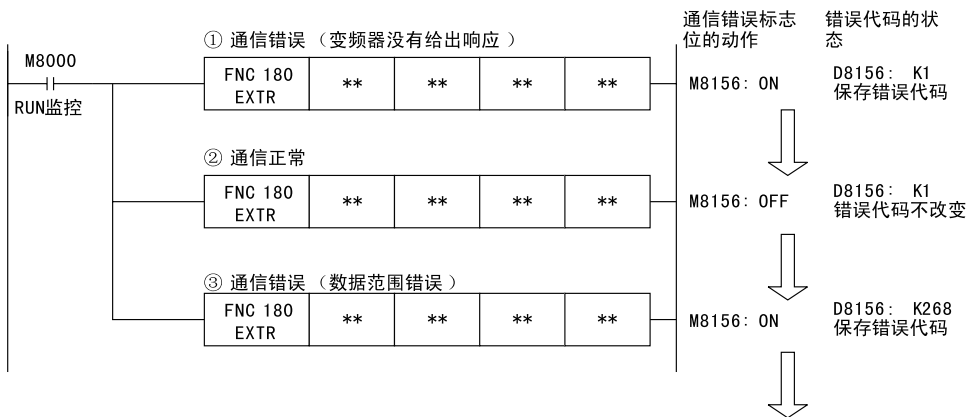 通信错误标志
位的动作
错误代码的状
态
① 通信错误 （变频器没有给出响应）
M8000
RUN监控
FNC 180
EXTR
**
**
**
**
M8156: ON
D8156: K1
保存错误代码
② 通信正常
FNC 180
EXTR
**
**
**
**
M8156: OFF
D8156: K1
错误代码不改变
③ 通信错误 （数据范围错误）
FNC 180
EXTR
**
**
**
**
M8156: ON
D8156: K268
保存错误代码